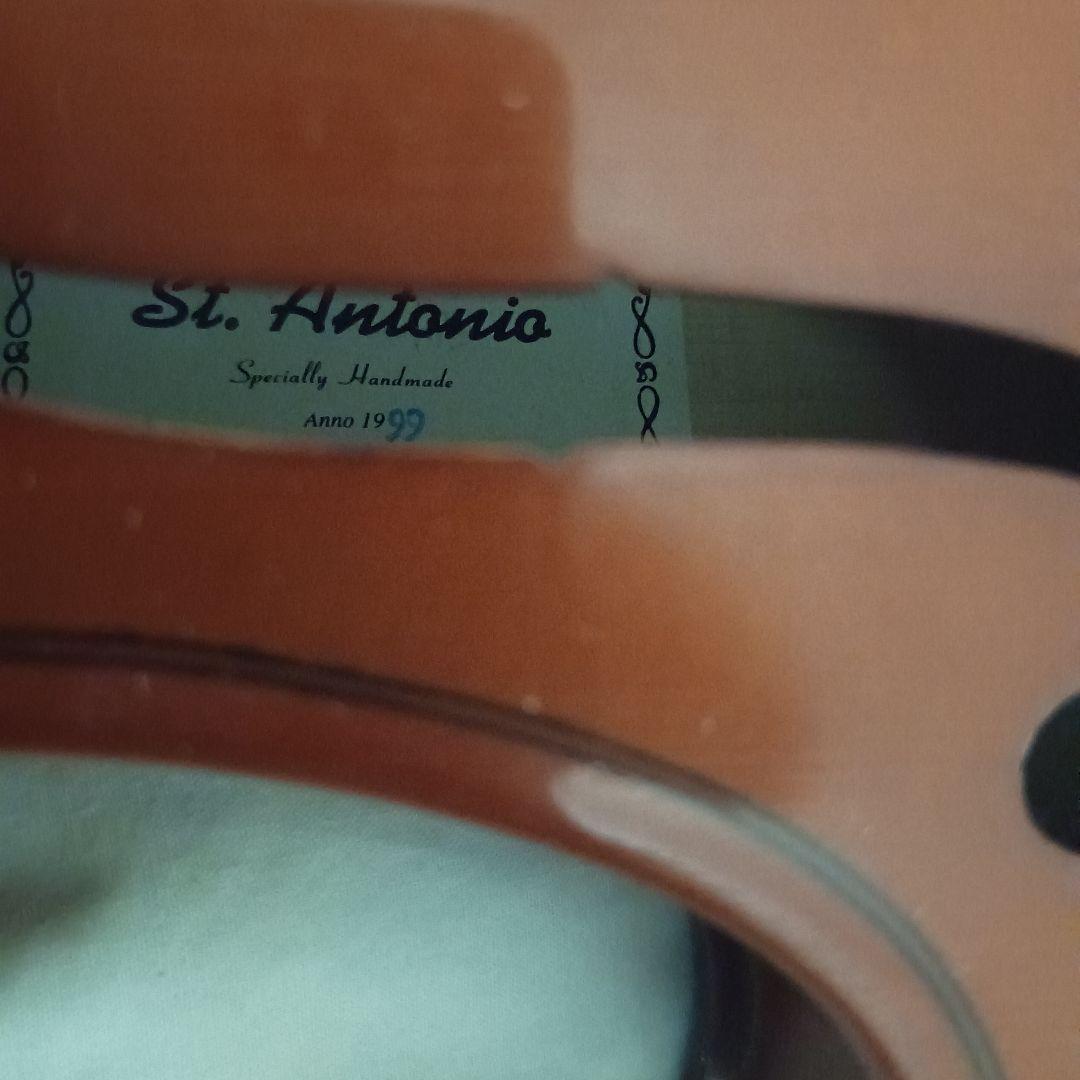 St. Antonio
Specially Handmade
Anno 1999